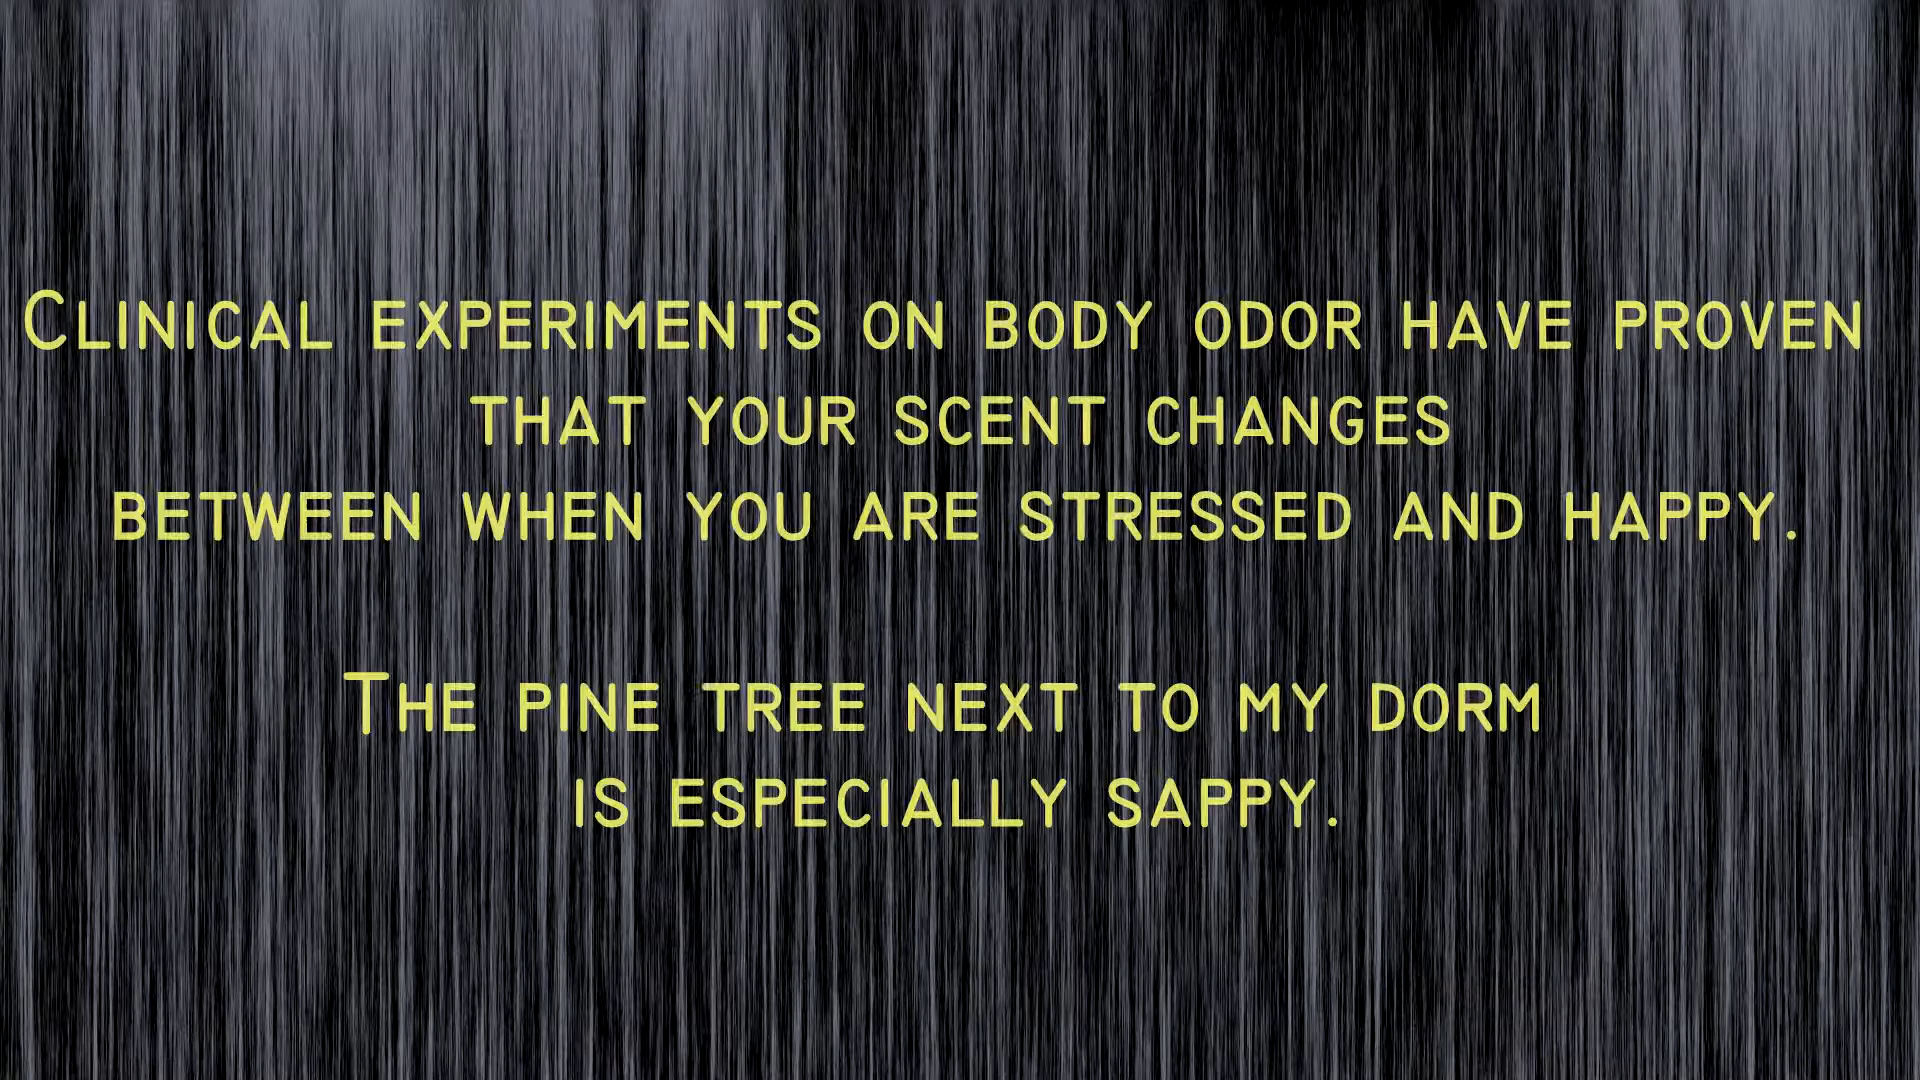 Clinical experiments on body odor have proven
that your scent changes
between when you are stressed and happy.
The pine tree next to my dorm
is especially sappy.